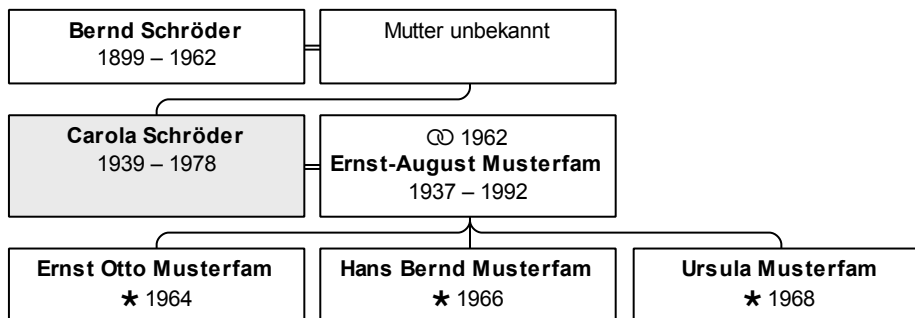 Bernd Schröder
1899 – 1962
Mutter unbekannt
Carola Schröder
1939 – 1978
⚭ 1962
Ernst-August Musterfam
1937 – 1992
Ernst Otto Musterfam
* 1964
Hans Bernd Musterfam
* 1966
Ursula Musterfam
* 1968